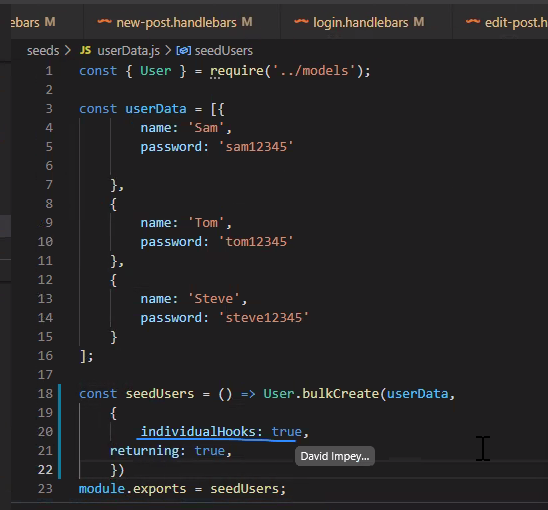 ebars M new-post.handlebars M login.handlebars M edit-post.h
seeds > JS userData.js > seedUsers
1 const { User } = require('../models');
2
3 const userData = [{
4 name: 'Sam',
5 password: 'sam12345'
6
7 },
8 {
9 name: 'Tom',
10 password: 'tom12345'
11 },
12 {
13 name: 'Steve',
14 password: 'steve12345'
15 }
16 ];
17
18 const seedUsers = () => User.bulkCreate(userData,
19 {
20 individualHooks: true,
21 returning: true,
David Impey...
22 })
23 module.exports = seedUsers;